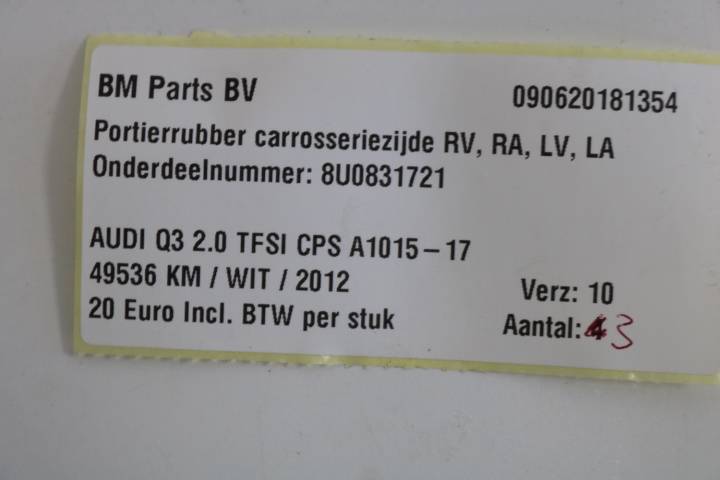 BM Parts BV 090620181354
Portierrubber carrosseriezijde RV, RA, LV, LA
Onderdeelnummer: 8U0831721
AUDI Q3 2.0 TFSI CPS A1015-17
49536 KM / WIT / 2012 Verz: 10
20 Euro Incl. BTW per stuk Aantal: 4 3